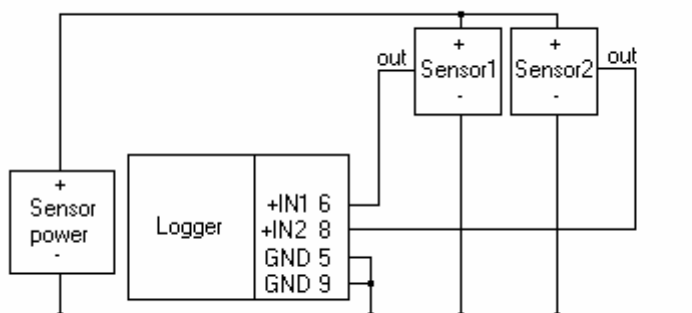 + +
out Sensor1 Sensor2 out
- -
+
Sensor
power
-
Logger
+IN1 6
+IN2 8
GND 5
GND 9